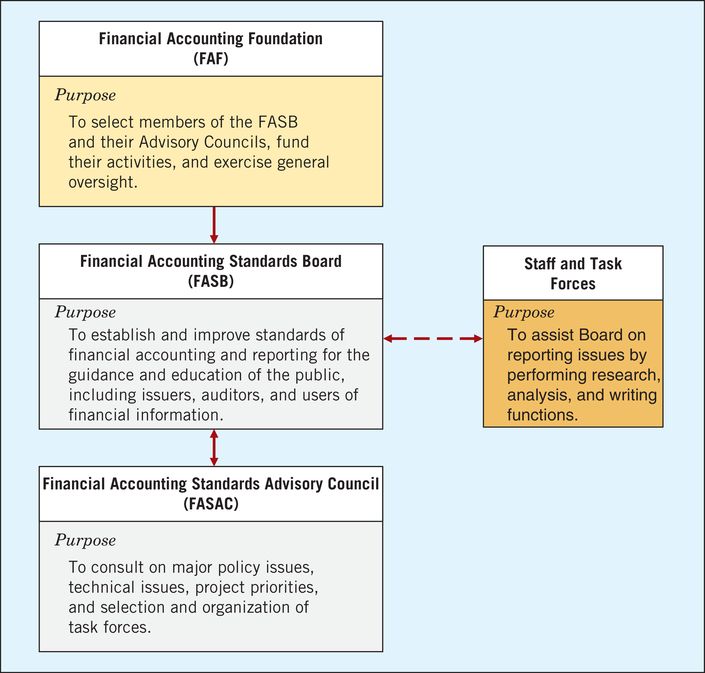 Financial Accounting Foundation
(FAF)
Purpose
To select members of the FASB
and their Advisory Councils, fund
their activities, and exercise general
oversight.
Financial Accounting Standards Board
(FASB)
Purpose
To establish and improve standards of
financial accounting and reporting for the
guidance and education of the public,
including issuers, auditors, and users of
financial information.
Staff and Task
Forces
Purpose
To assist Board on
reporting issues by
performing research,
analysis, and writing
functions.
Financial Accounting Standards Advisory Council
(FASAC)
Purpose
To consult on major policy issues,
technical issues, project priorities,
and selection and organization of
task forces.